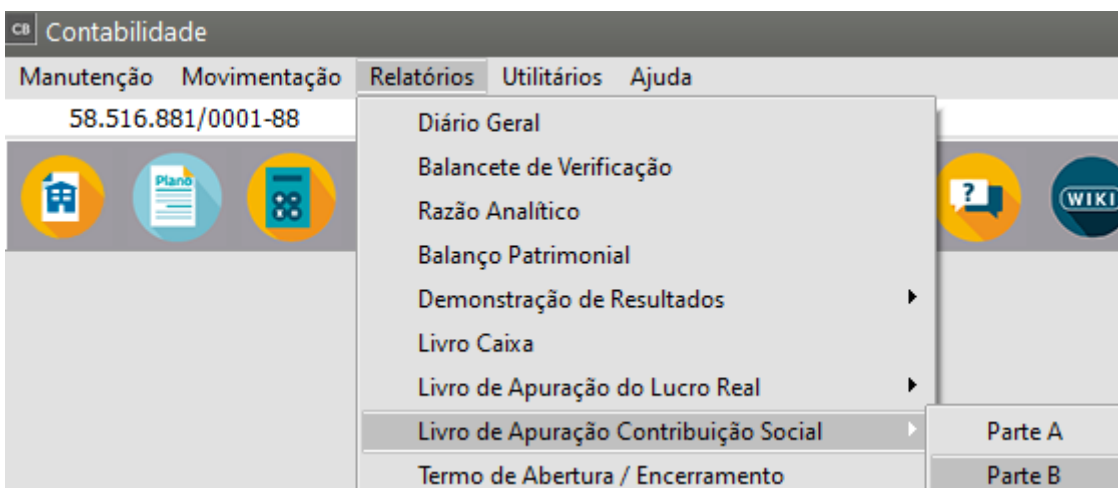 CB Contabilidade
Manutenção Movimentação Relatórios Utilitários Ajuda
58.516.881/0001-88
Plano
?
WIKI
Diário Geral
Balancete de Verificação
Razão Analítico
Balanço Patrimonial
Demonstração de Resultados
Livro Caixa
Livro de Apuração do Lucro Real
Livro de Apuração Contribuição Social
Termo de Abertura / Encerramento
Parte A
Parte B